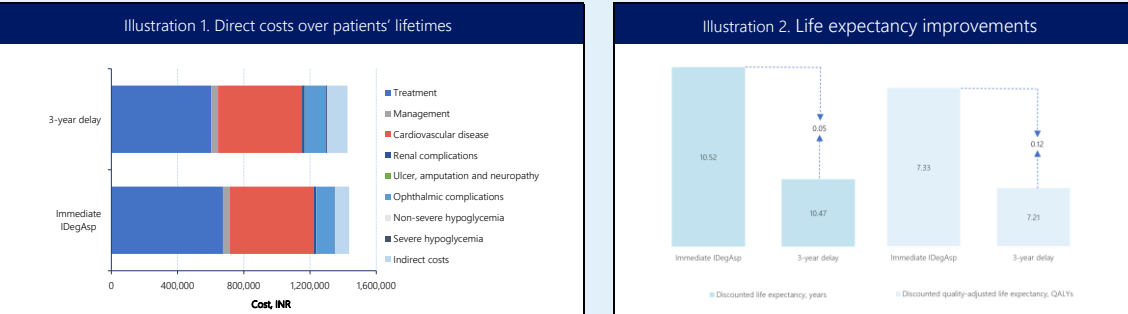 Illustration 1. Direct costs over patients’ lifetimes
3-year delay
Immediate
IDegAsp
0
400,000
800,000
1,200,000
1,600,000
Cost, INR
Treatment
Management
Cardiovascular disease
Renal complications
Ulcer, amputation and neuropathy
Ophthalmic complications
Non-severe hypoglycemia
Severe hypoglycemia
Indirect costs
Illustration 2. Life expectancy improvements
10.52
0.05
10.47
7.33
0.12
7.21
Immediate IDegAsp
3-year delay
Immediate IDegAsp
3-year delay
Discounted life expectancy, years
Discounted quality-adjusted life expectancy, QALYs